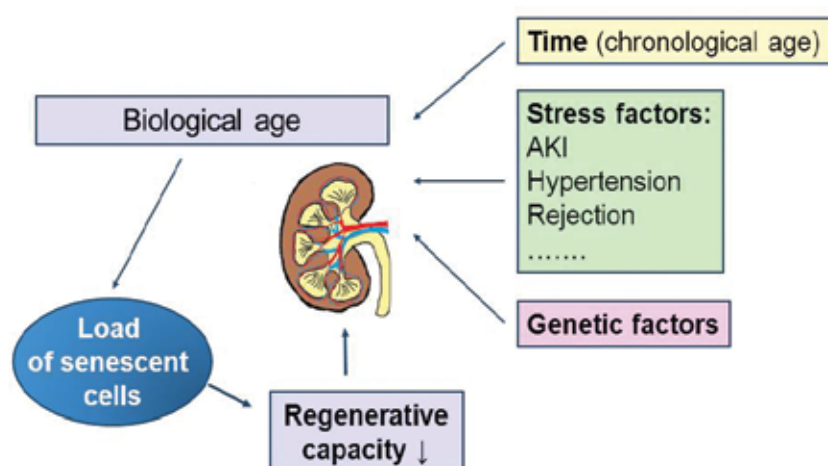 Time (chronological age)
Biological age
Stress factors:
AKI
Hypertension
Rejection
.......
Genetic factors
Load
of senescent
cells
Regenerative
capacity ↓